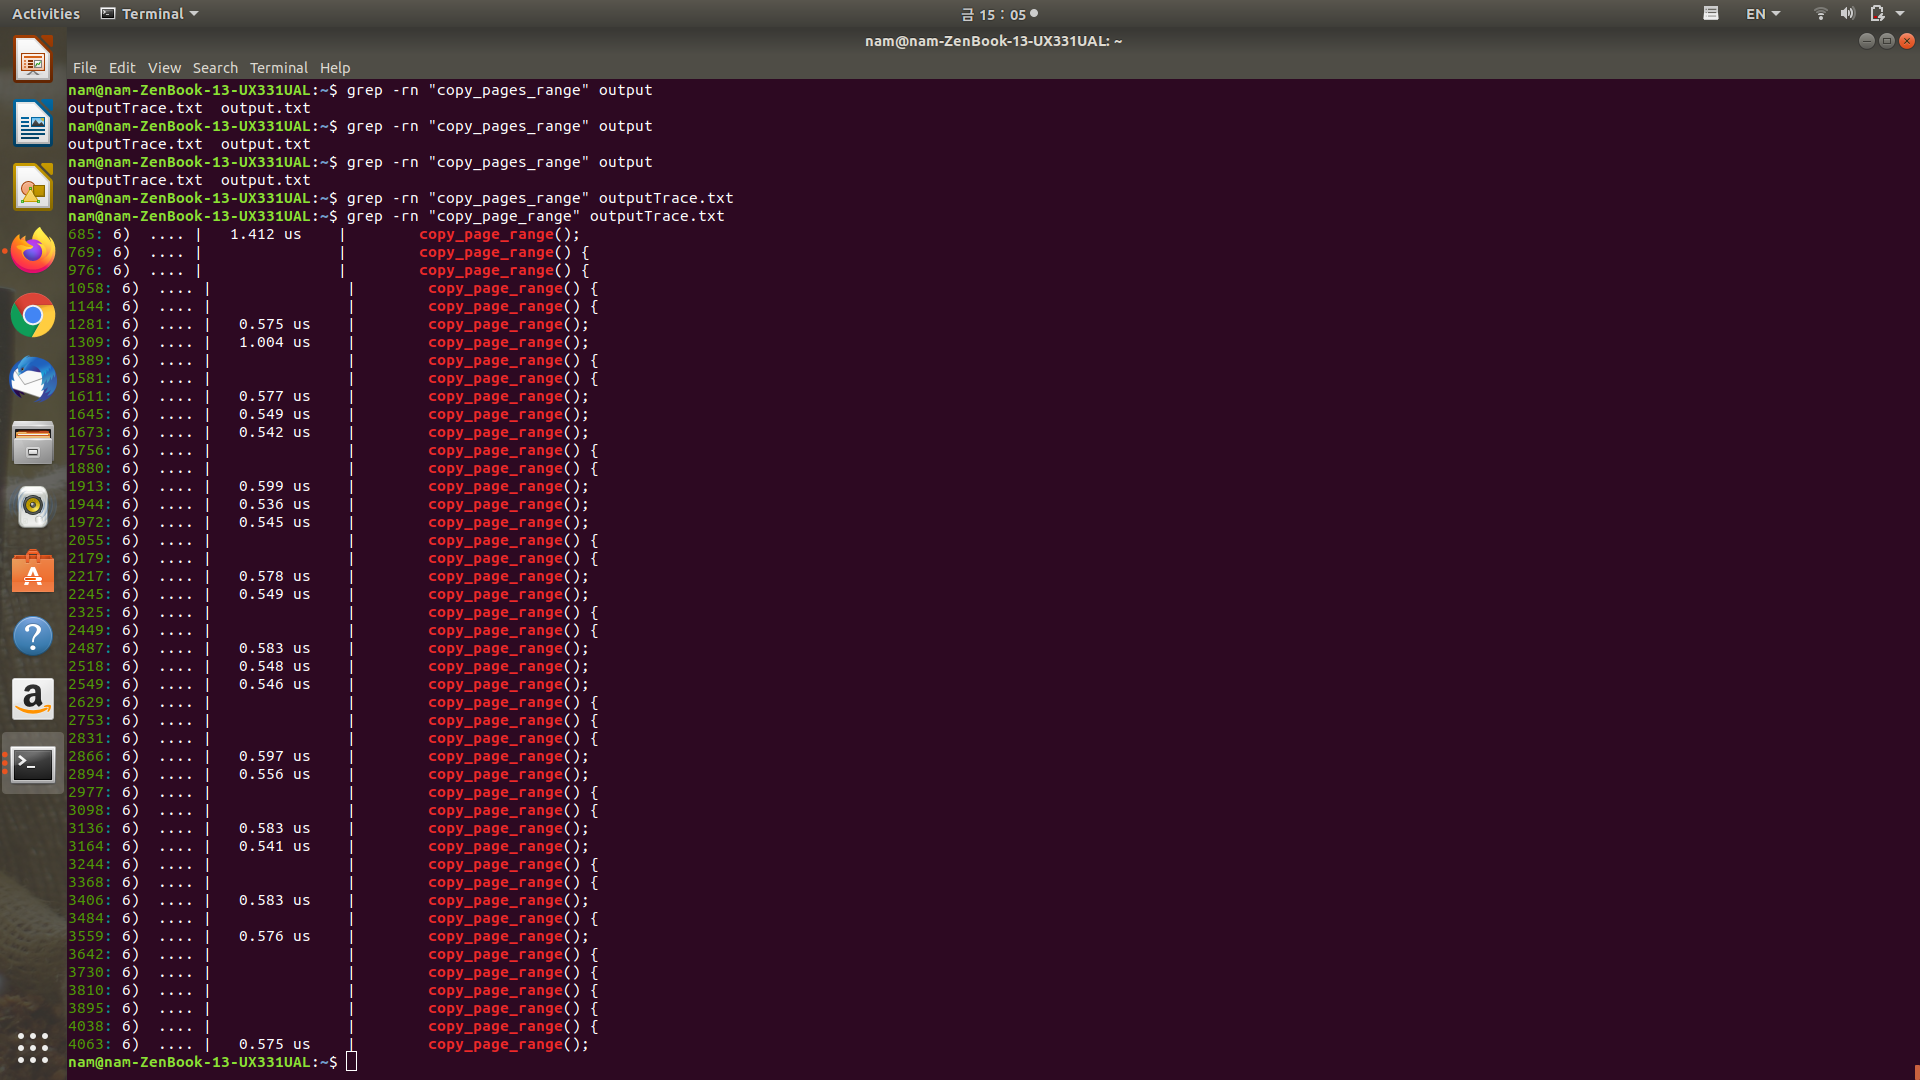 Activities Terminal 금 15 : 05 EN
nam@nam-ZenBook-13-UX331UAL: ~
File Edit View Search Terminal Help
nam@nam-ZenBook-13-UX331UAL:~$ grep -rn "copy_pages_range" output
outputTrace.txt  output.txt
nam@nam-ZenBook-13-UX331UAL:~$ grep -rn "copy_pages_range" output
outputTrace.txt  output.txt
nam@nam-ZenBook-13-UX331UAL:~$ grep -rn "copy_pages_range" output
outputTrace.txt  output.txt
nam@nam-ZenBook-13-UX331UAL:~$ grep -rn "copy_pages_range" outputTrace.txt
nam@nam-ZenBook-13-UX331UAL:~$ grep -rn "copy_page_range" outputTrace.txt
685: 6)  .... |   1.412 us    |        copy_page_range();
769: 6)  .... |               |        copy_page_range() {
976: 6)  .... |               |        copy_page_range() {
1058: 6)  .... |               |        copy_page_range() {
1144: 6)  .... |               |        copy_page_range() {
1281: 6)  .... |   0.575 us    |        copy_page_range();
1309: 6)  .... |   1.004 us    |        copy_page_range();
1389: 6)  .... |               |        copy_page_range() {
1581: 6)  .... |               |        copy_page_range() {
1611: 6)  .... |   0.577 us    |        copy_page_range();
1645: 6)  .... |   0.549 us    |        copy_page_range();
1673: 6)  .... |   0.542 us    |        copy_page_range();
1756: 6)  .... |               |        copy_page_range() {
1880: 6)  .... |               |        copy_page_range() {
1913: 6)  .... |   0.599 us    |        copy_page_range();
1944: 6)  .... |   0.536 us    |        copy_page_range();
1972: 6)  .... |   0.545 us    |        copy_page_range();
2055: 6)  .... |               |        copy_page_range() {
2179: 6)  .... |               |        copy_page_range() {
2217: 6)  .... |   0.578 us    |        copy_page_range();
2245: 6)  .... |   0.549 us    |        copy_page_range();
2325: 6)  .... |               |        copy_page_range() {
2449: 6)  .... |               |        copy_page_range() {
2487: 6)  .... |   0.583 us    |        copy_page_range();
2518: 6)  .... |   0.548 us    |        copy_page_range();
2549: 6)  .... |   0.546 us    |        copy_page_range();
2629: 6)  .... |               |        copy_page_range() {
2753: 6)  .... |               |        copy_page_range() {
2831: 6)  .... |               |        copy_page_range() {
2866: 6)  .... |   0.597 us    |        copy_page_range();
2894: 6)  .... |   0.556 us    |        copy_page_range();
2977: 6)  .... |               |        copy_page_range() {
3098: 6)  .... |               |        copy_page_range() {
3136: 6)  .... |   0.583 us    |        copy_page_range();
3164: 6)  .... |   0.541 us    |        copy_page_range();
3244: 6)  .... |               |        copy_page_range() {
3368: 6)  .... |               |        copy_page_range() {
3406: 6)  .... |   0.583 us    |        copy_page_range();
3484: 6)  .... |               |        copy_page_range() {
3559: 6)  .... |   0.576 us    |        copy_page_range();
3642: 6)  .... |               |        copy_page_range() {
3730: 6)  .... |               |        copy_page_range() {
3810: 6)  .... |               |        copy_page_range() {
3895: 6)  .... |               |        copy_page_range() {
4038: 6)  .... |               |        copy_page_range() {
4063: 6)  .... |   0.575 us    |        copy_page_range();
nam@nam-ZenBook-13-UX331UAL:~$